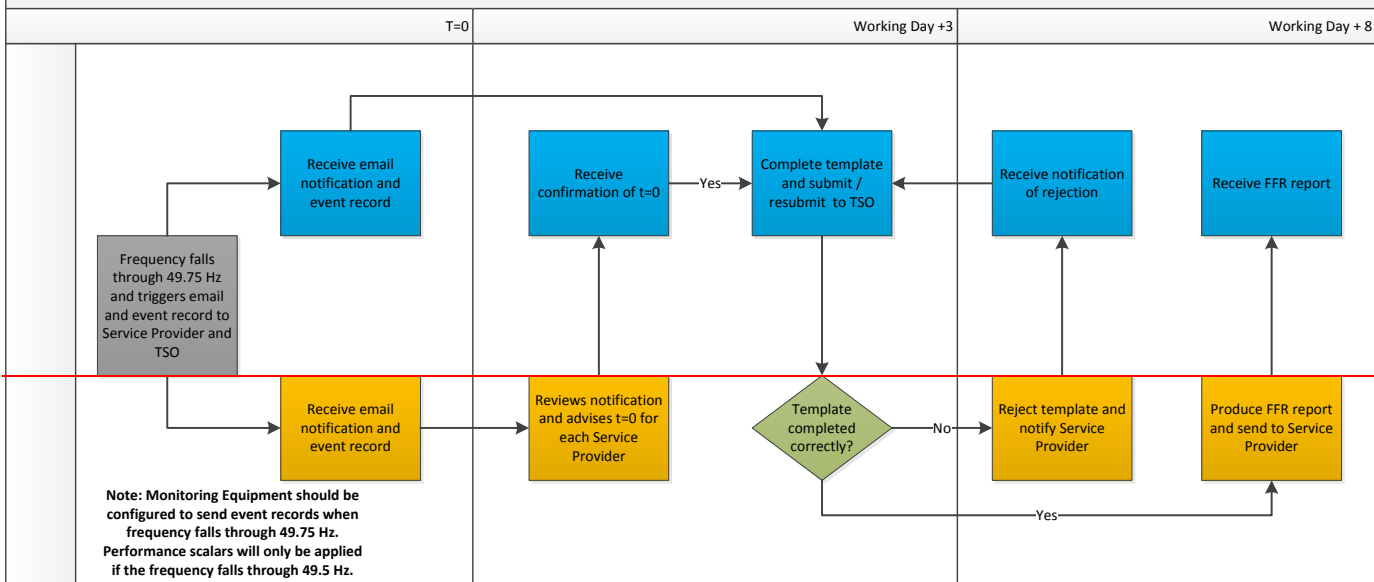 T=0
Working Day +3
Working Day + 8
Receive email
notification and
event record
Receive
confirmation of t=0
Yes
Complete template
and submit /
resubmit to TSO
Receive notification
of rejection
Receive FFR report
Frequency falls
through 49.75 Hz
and triggers email
and event record to
Service Provider and
TSO
Receive email
notification and
event record
Reviews notification
and advises t=0 for
each Service
Provider
Template
completed
correctly?
No
Reject template and
notify Service
Provider
Produce FFR report
and send to Service
Provider
Yes
Note: Monitoring Equipment should be
configured to send event records when
frequency falls through 49.75 Hz.
Performance scalars will only be applied
if the frequency falls through 49.5 Hz.